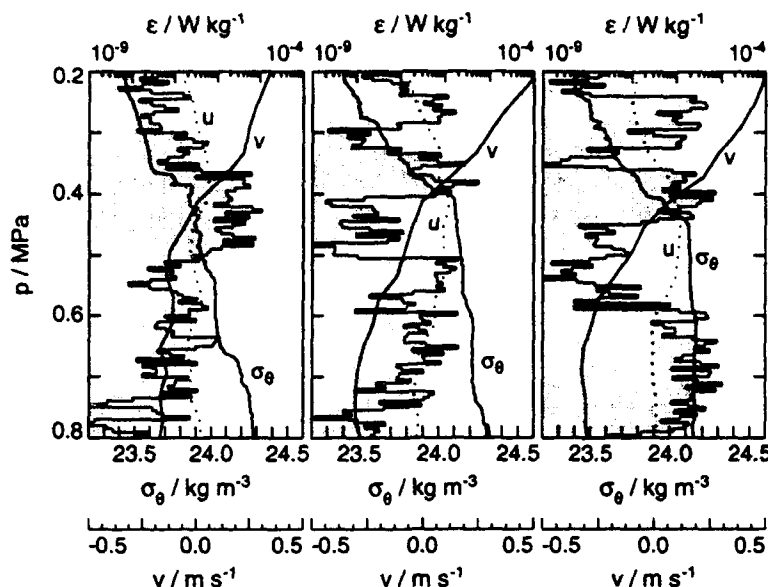 ε / W kg⁻¹ ε / W kg⁻¹ ε / W kg⁻¹
10⁻⁹ 10⁻⁴ 10⁻⁹ 10⁻⁴ 10⁻⁹ 10⁻⁴
0.2
u v v
0.4
u u σθ
p / MPa
0.6
σθ σθ
0.8
23.5 24.0 24.5 23.5 24.0 24.5 23.5 24.0 24.5
σθ / kg m⁻³ σθ / kg m⁻³ σθ / kg m⁻³
-0.5 0.0 0.5 -0.5 0.0 0.5 -0.5 0.0 0.5
v / m s⁻¹ v / m s⁻¹ v / m s⁻¹